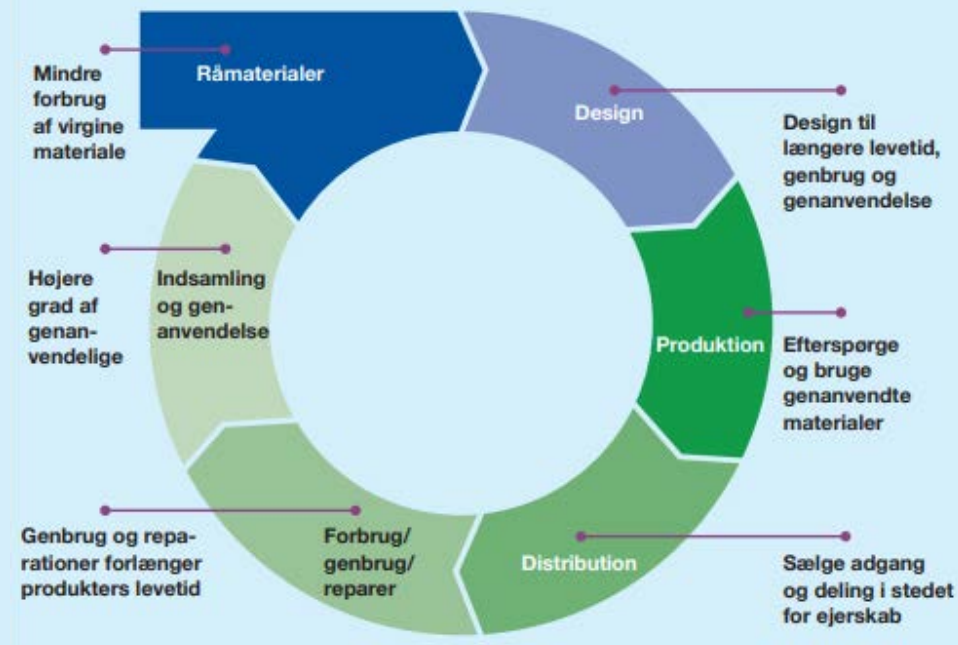 Råmaterialer
Mindre
forbrug
af virgine
materiale
Design
Design til
længere levetid,
genbrug og
genanvendelse
Produktion
Efterspørge
og bruge
genanvendte
materialer
Distribution
Sælge adgang
og deling i stedet
for ejerskab
Forbrug/
genbrug/
reparer
Genbrug og repa-
rationer forlænger
produkters levetid
Indsamling
og gen-
anvendelse
Højere
grad af
genan-
vendelige